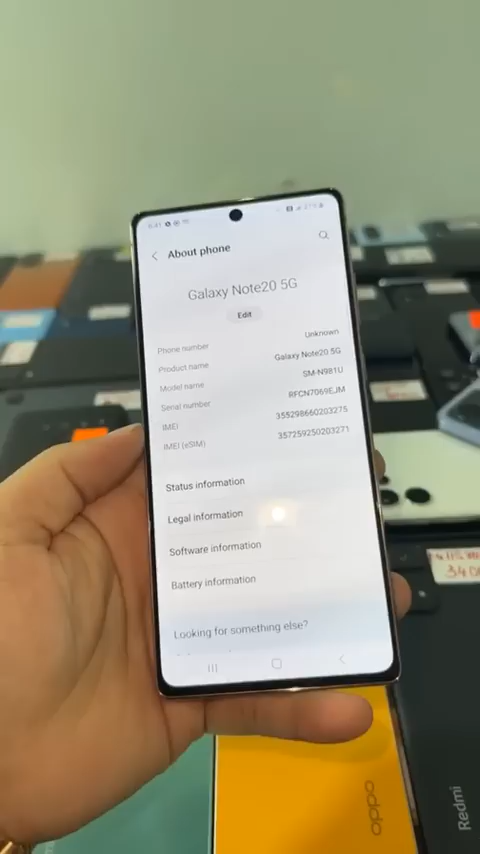 9:41
About phone
Galaxy Note20 5G
Edit
Phone number Unknown
Product name Galaxy Note20 5G
Model name SM-N981U
Serial number RFCN7069EJM
IMEI 355298660203275
IMEI (eSIM) 357259250203271
Status information
Legal information
Software information
Battery information
Looking for something else?
oppo
Redmi